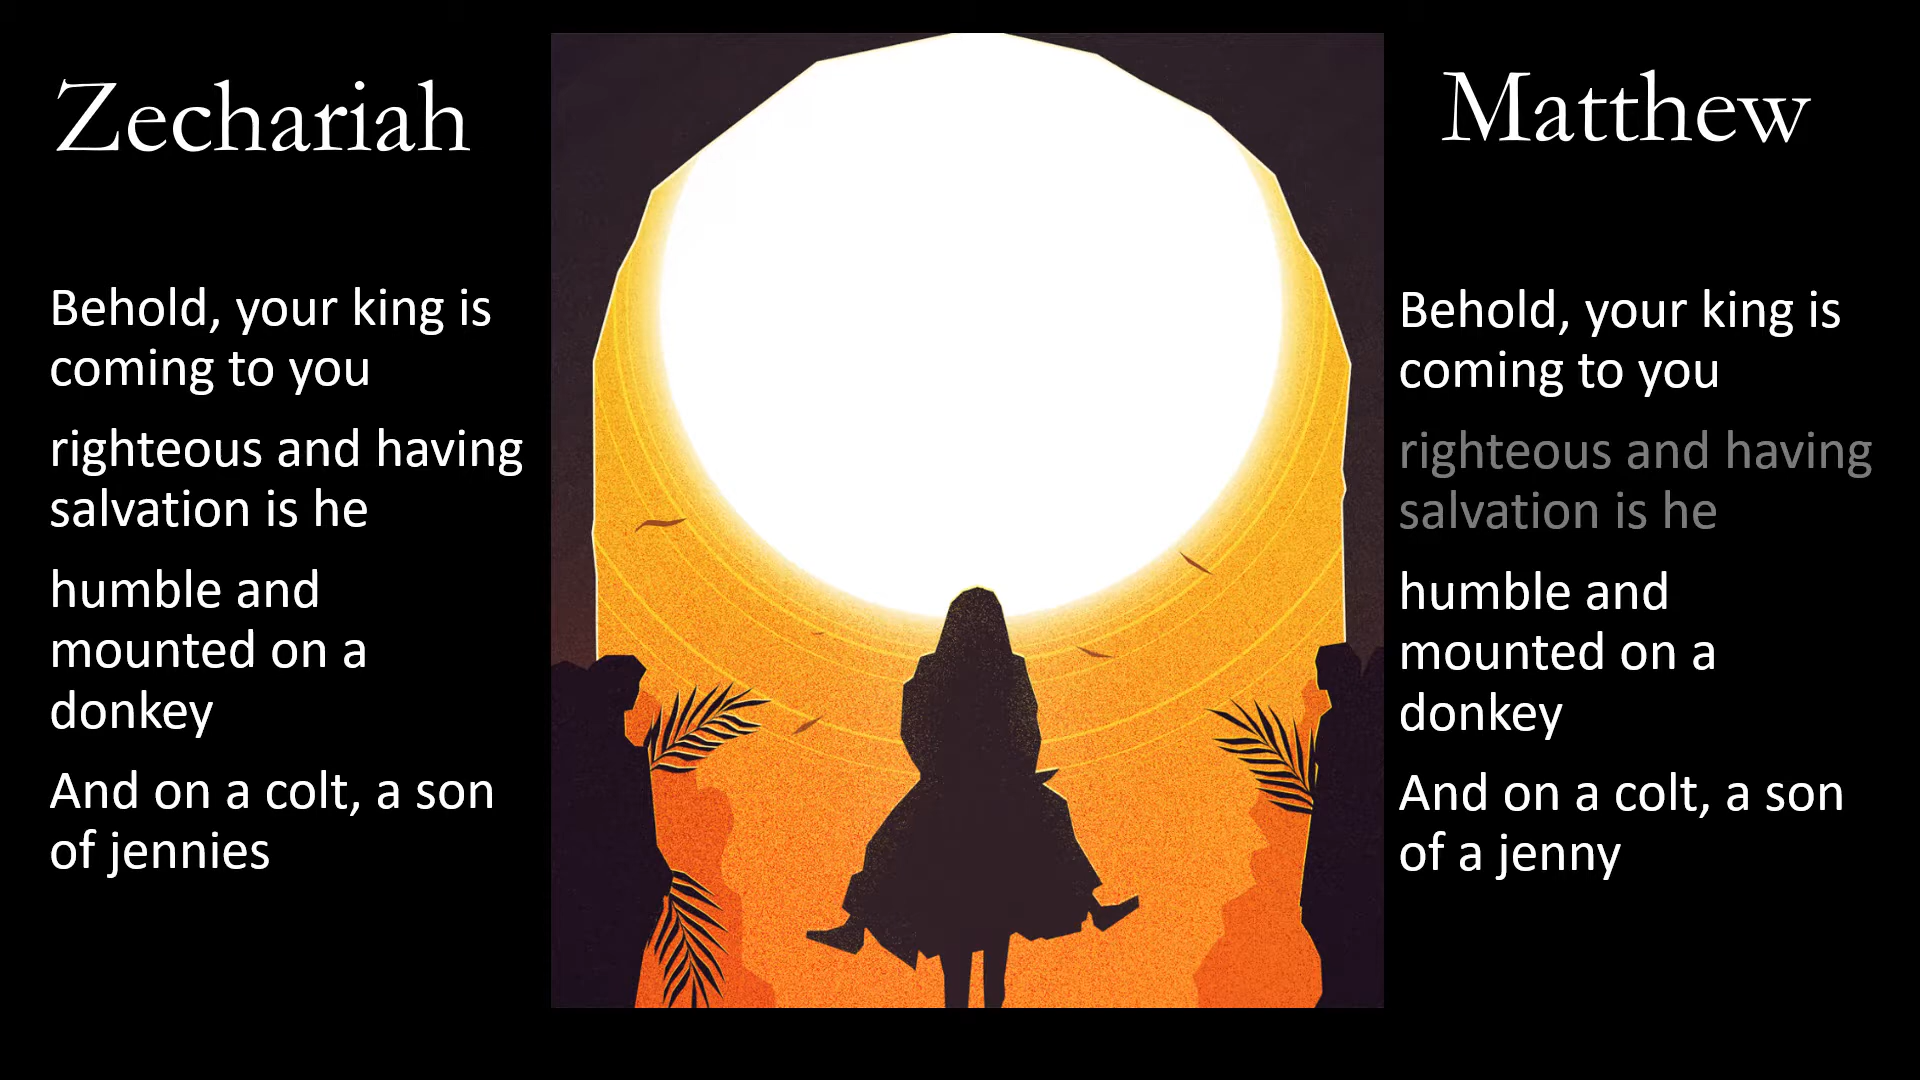 Zechariah
Behold, your king is
coming to you
righteous and having
salvation is he
humble and
mounted on a
donkey
And on a colt, a son
of jennies
Matthew
Behold, your king is
coming to you
righteous and having
salvation is he
humble and
mounted on a
donkey
And on a colt, a son
of a jenny